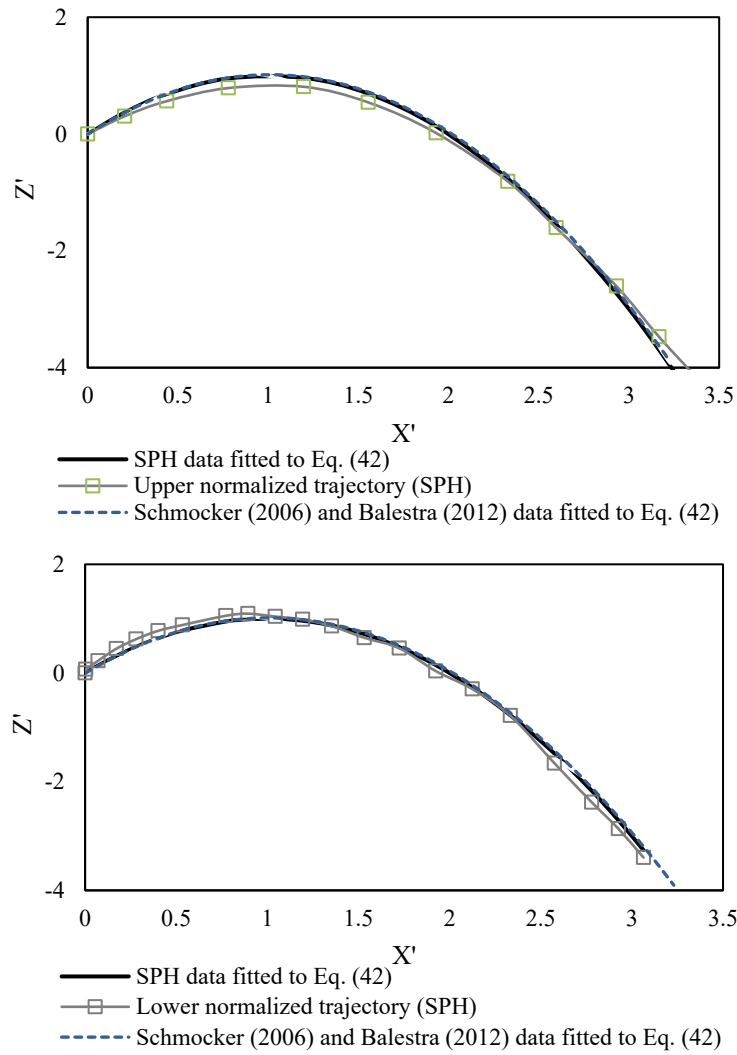 2
0
-2
-4
Z'
0 0.5 1 1.5 2 2.5 3 3.5
X'
SPH data fitted to Eq. (42)
Upper normalized trajectory (SPH)
Schmocker (2006) and Balestra (2012) data fitted to Eq. (42)
2
0
-2
-4
Z'
0 0.5 1 1.5 2 2.5 3 3.5
X'
SPH data fitted to Eq. (42)
Lower normalized trajectory (SPH)
Schmocker (2006) and Balestra (2012) data fitted to Eq. (42)